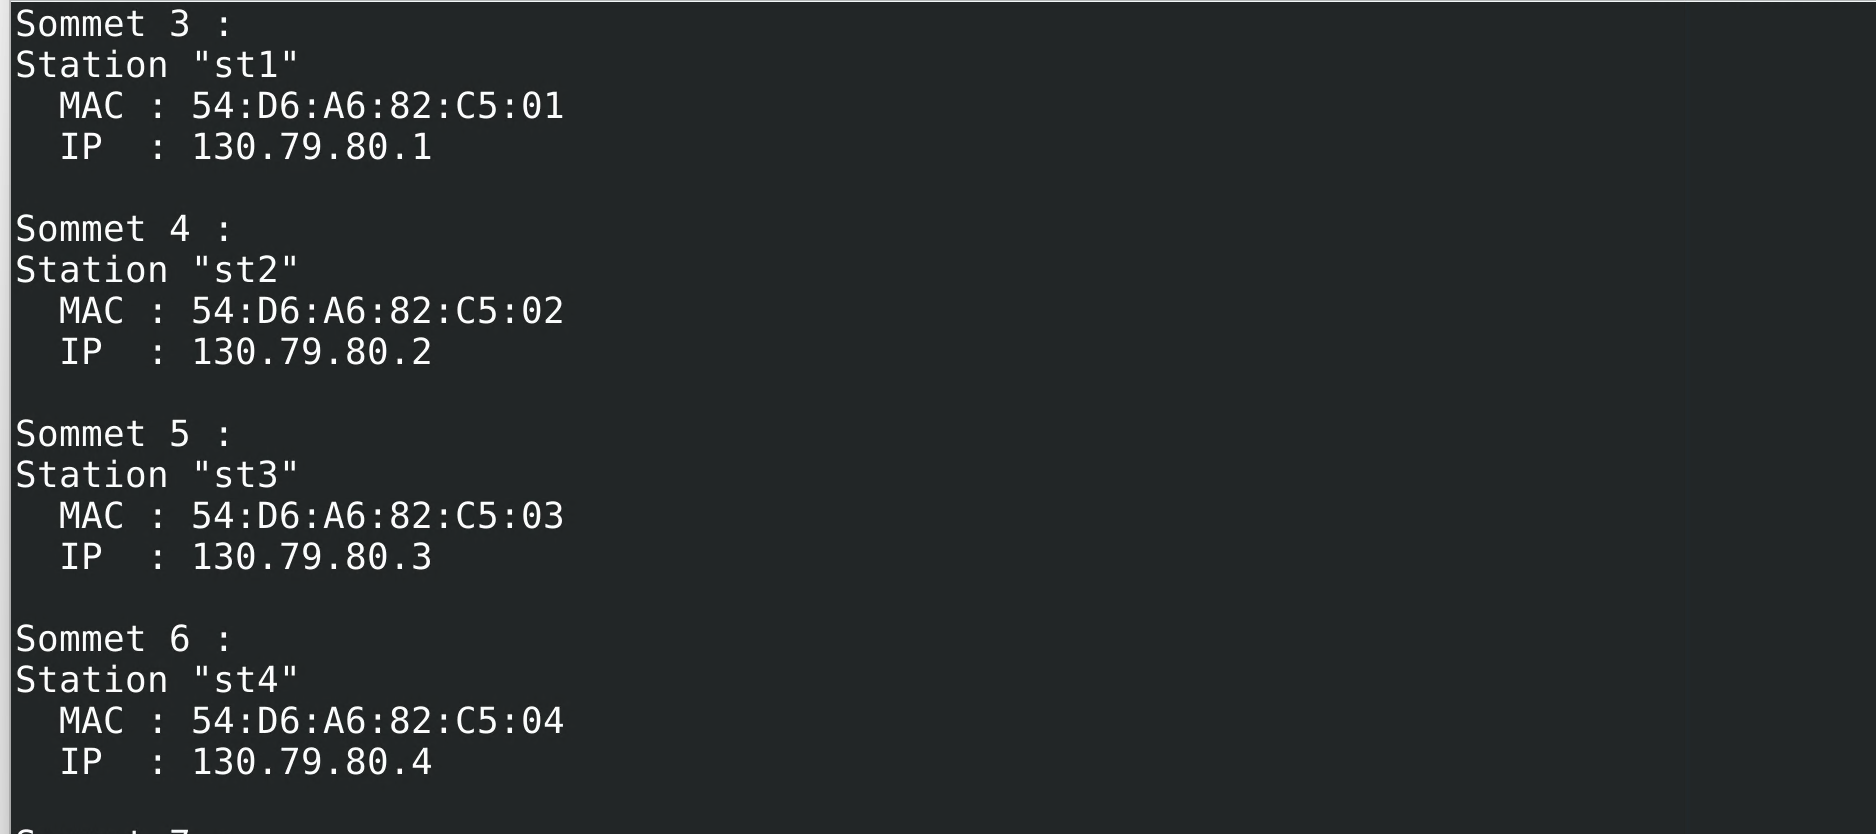 Sommet 3 :
Station "st1"
  MAC : 54:D6:A6:82:C5:01
  IP  : 130.79.80.1

Sommet 4 :
Station "st2"
  MAC : 54:D6:A6:82:C5:02
  IP  : 130.79.80.2

Sommet 5 :
Station "st3"
  MAC : 54:D6:A6:82:C5:03
  IP  : 130.79.80.3

Sommet 6 :
Station "st4"
  MAC : 54:D6:A6:82:C5:04
  IP  : 130.79.80.4